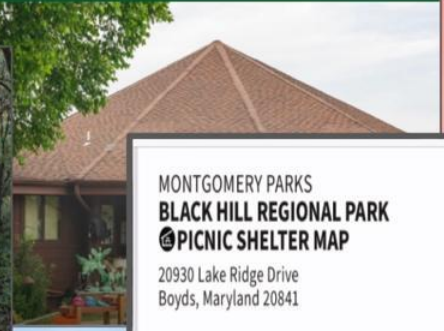 MONTGOMERY PARKS
BLACK HILL REGIONAL PARK
PICNIC SHELTER MAP
20930 Lake Ridge Drive
Boyds, Maryland 20841